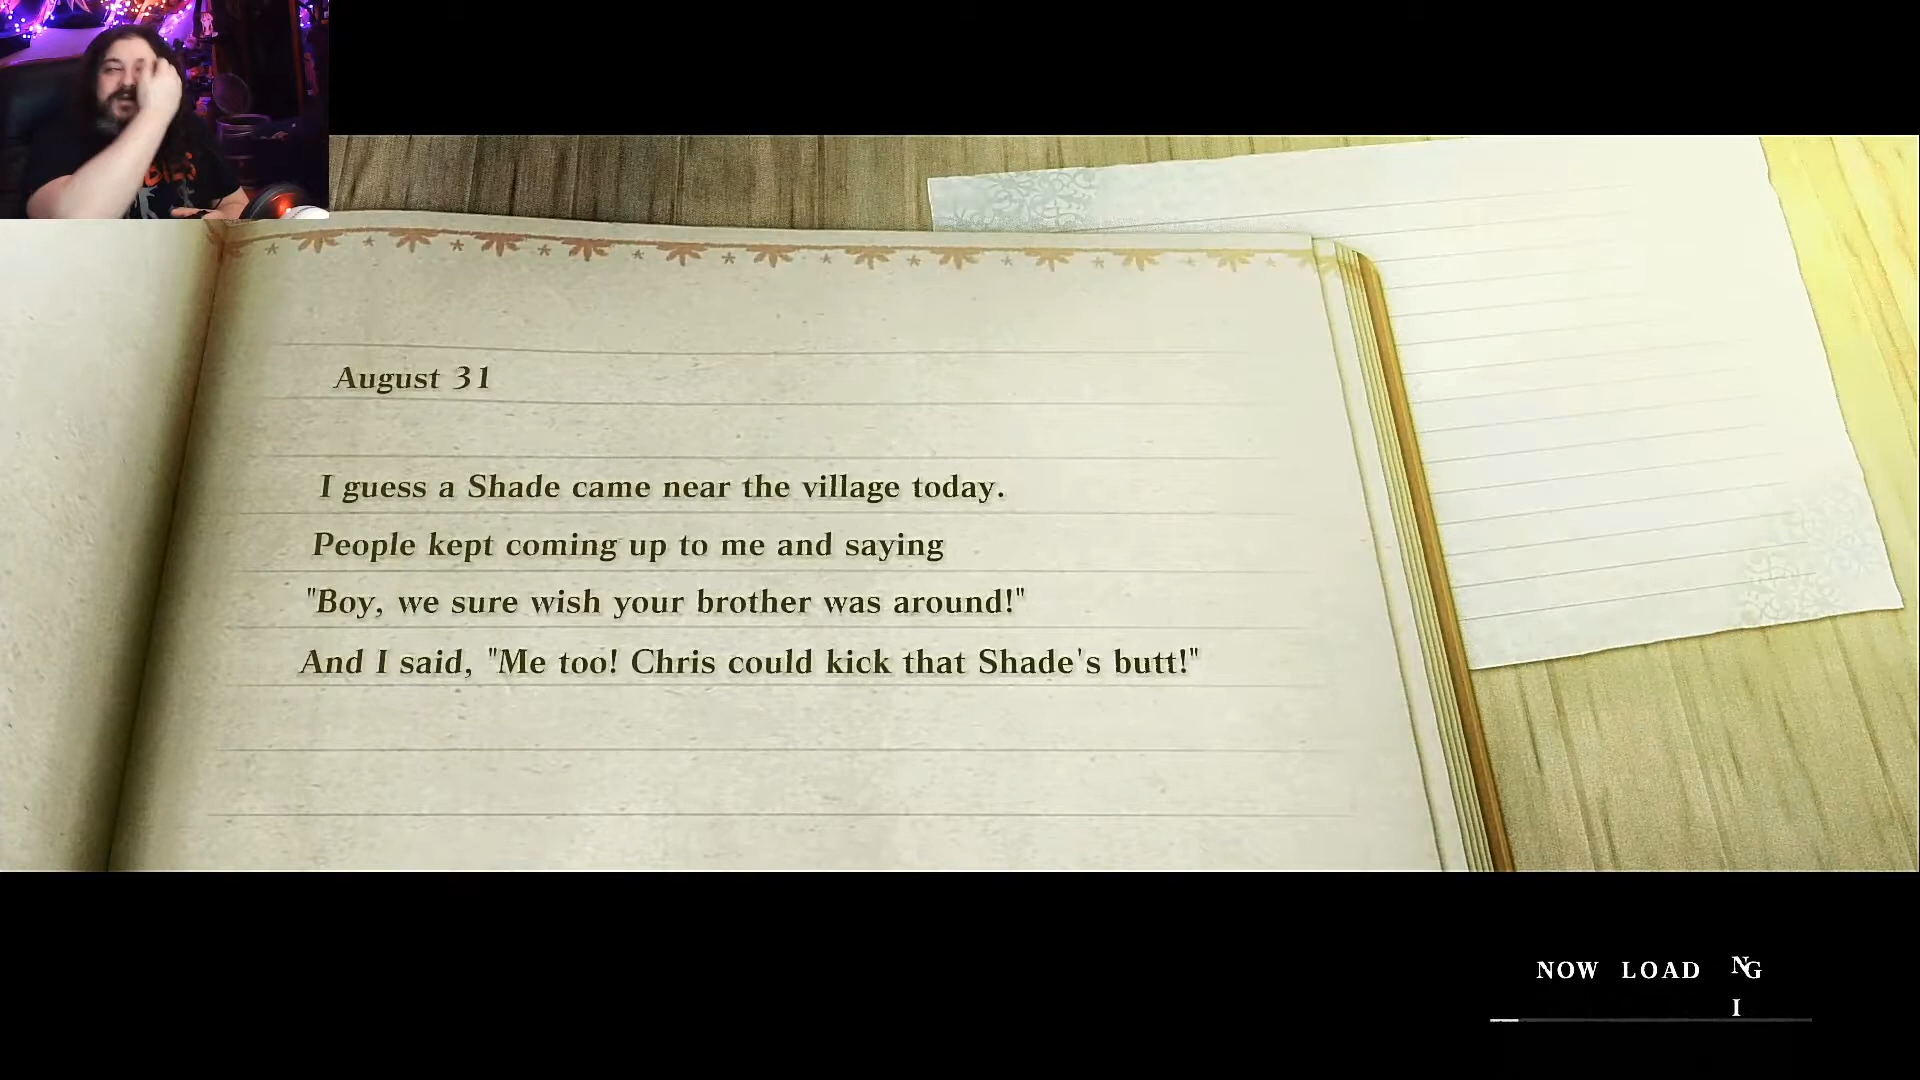 August 31
I guess a Shade came near the village today.
People kept coming up to me and saying
"Boy, we sure wish your brother was around!"
And I said, "Me too! Chris could kick that Shade's butt!"
NOW LOADING